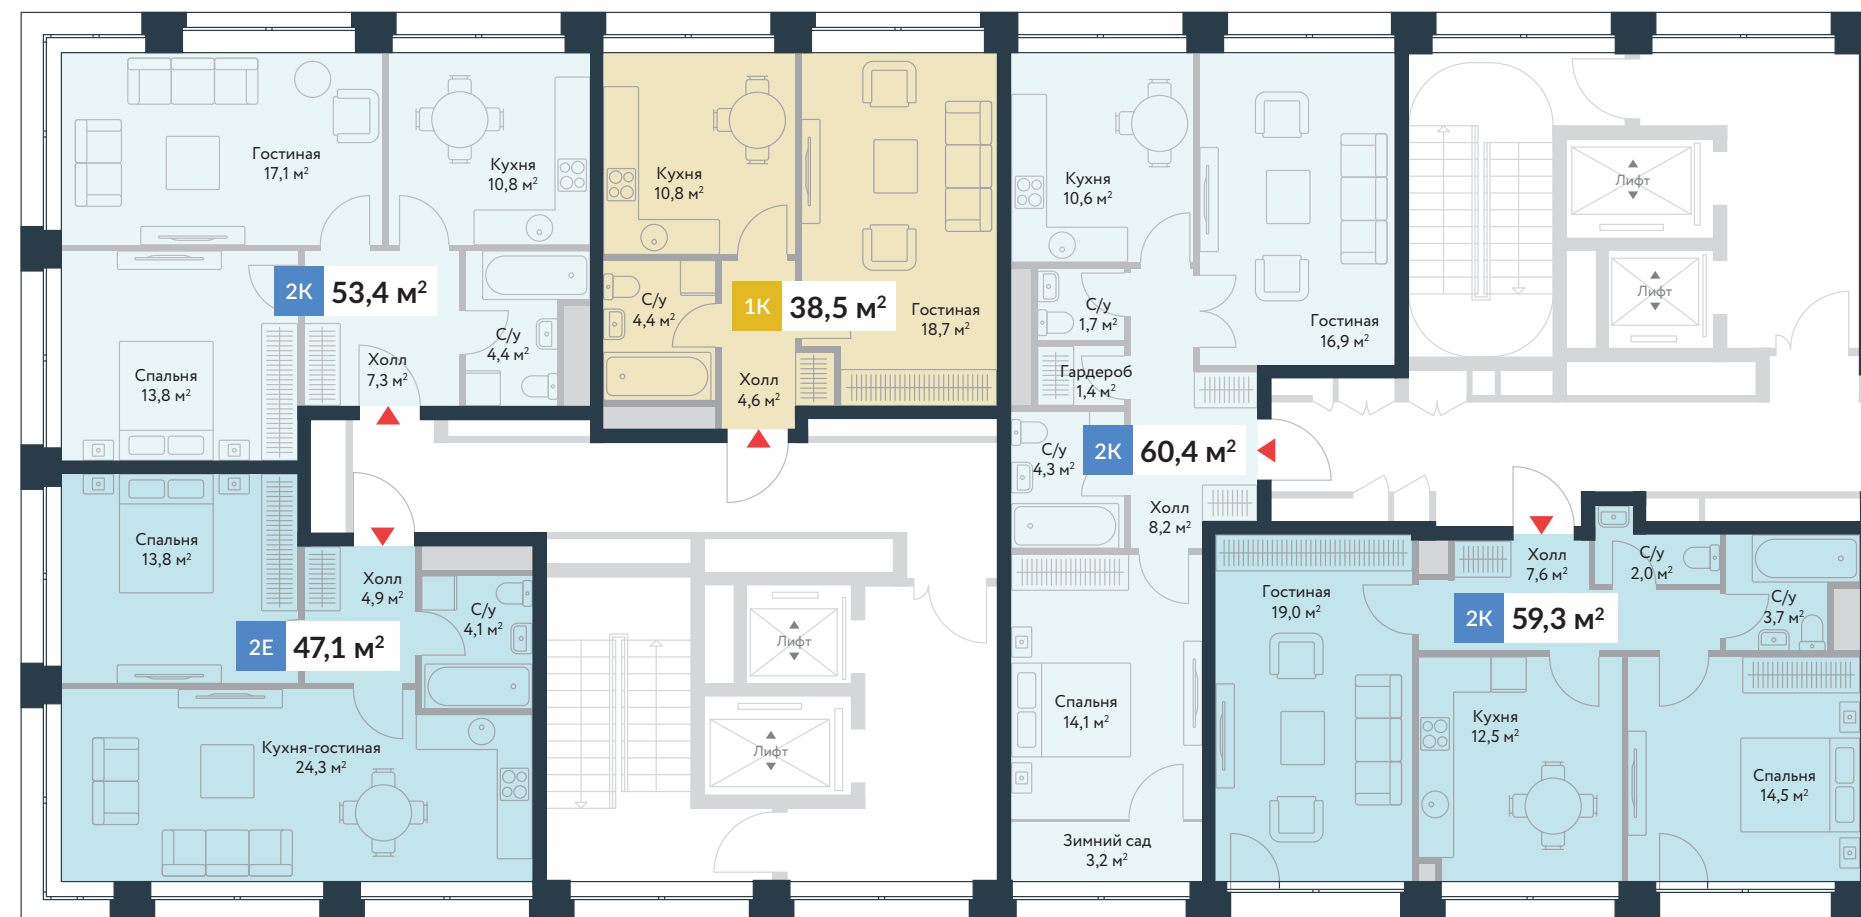 Гостиная
17,1 м²
Кухня
10,8 м²
2К 53,4 м²
С/у
4,4 м²
Холл
7,3 м²
Спальня
13,8 м²
Кухня
10,8 м²
С/у
4,4 м²
1К 38,5 м²
Гостиная
18,7 м²
Холл
4,6 м²
Кухня
10,6 м²
С/у
1,7 м²
Гостиная
16,9 м²
Гардероб
1,4 м²
С/у
4,3 м²
2К 60,4 м²
Холл
8,2 м²
Спальня
14,1 м²
Зимний сад
3,2 м²
Лифт
Лифт
Спальня
13,8 м²
Холл
4,9 м²
С/у
4,1 м²
2Е 47,1 м²
Кухня-гостиная
24,3 м²
Лифт
Лифт
Гостиная
19,0 м²
Холл
7,6 м²
С/у
2,0 м²
С/у
3,7 м²
2К 59,3 м²
Кухня
12,5 м²
Спальня
14,5 м²